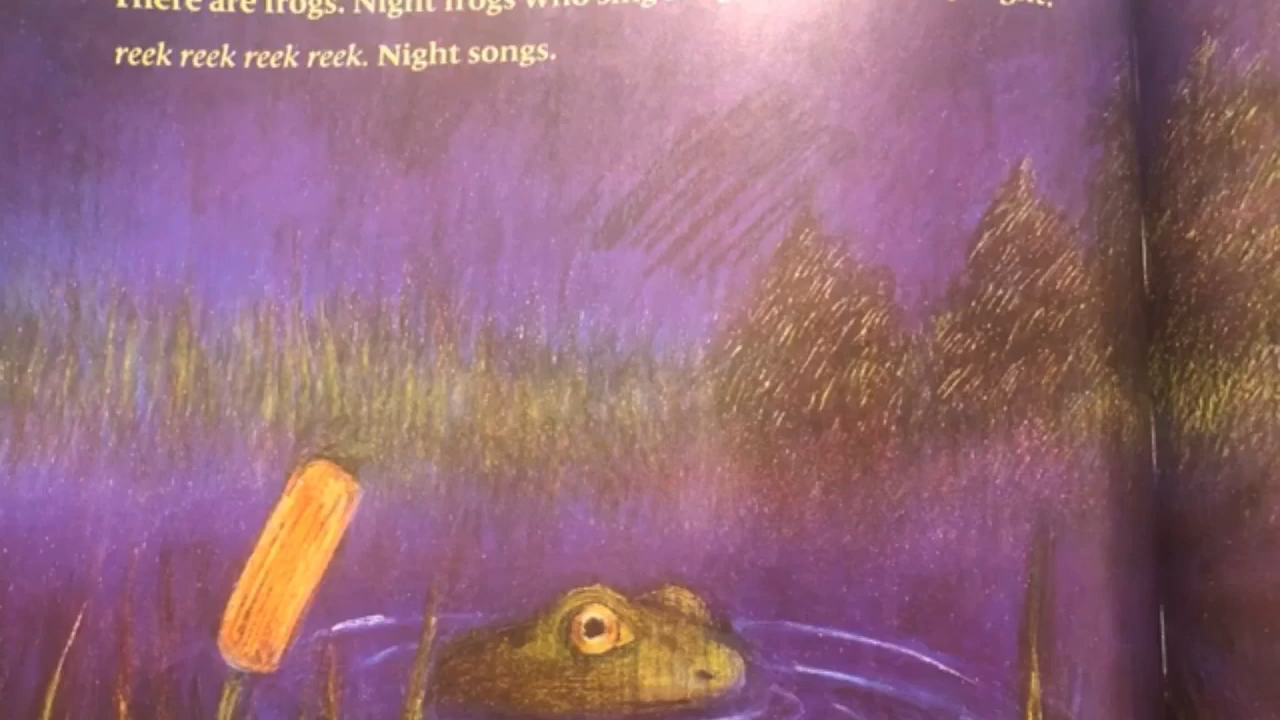 There are frogs. Night frogs who sing
reek reek reek reek. Night songs.